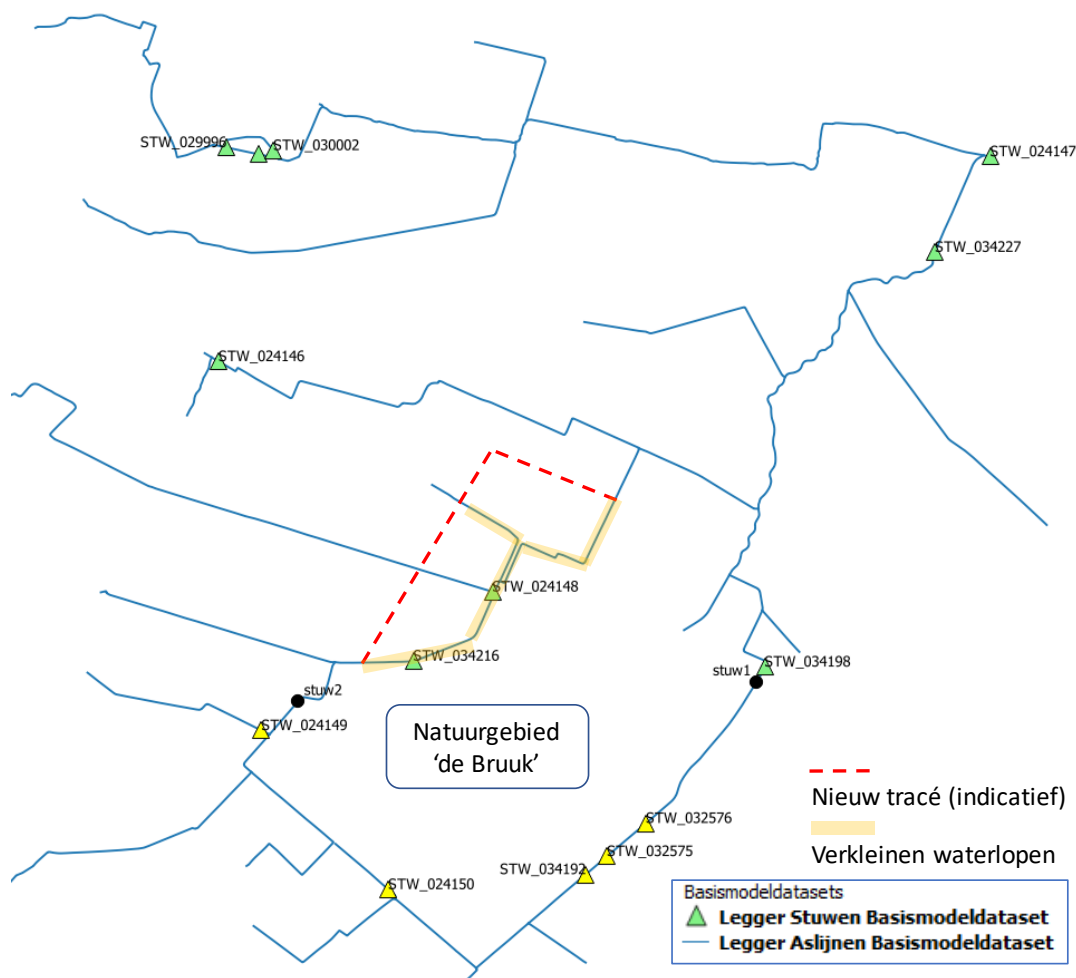 STW_029996
STW_030002
STW_024147
STW_034227
STW_024146
STW_024148
STW_034216
STW_034198
stuw1
stuw2
STW_024149
Natuurgebied
‘de Bruuk’
Nieuw tracé (indicatief)
STW_032576
Verkleinen waterlopen
STW_032575
STW_034192
STW_024150
Basismodeldatasets
Legger Stuwen Basismodeldataset
Legger Aslijnen Basismodeldataset